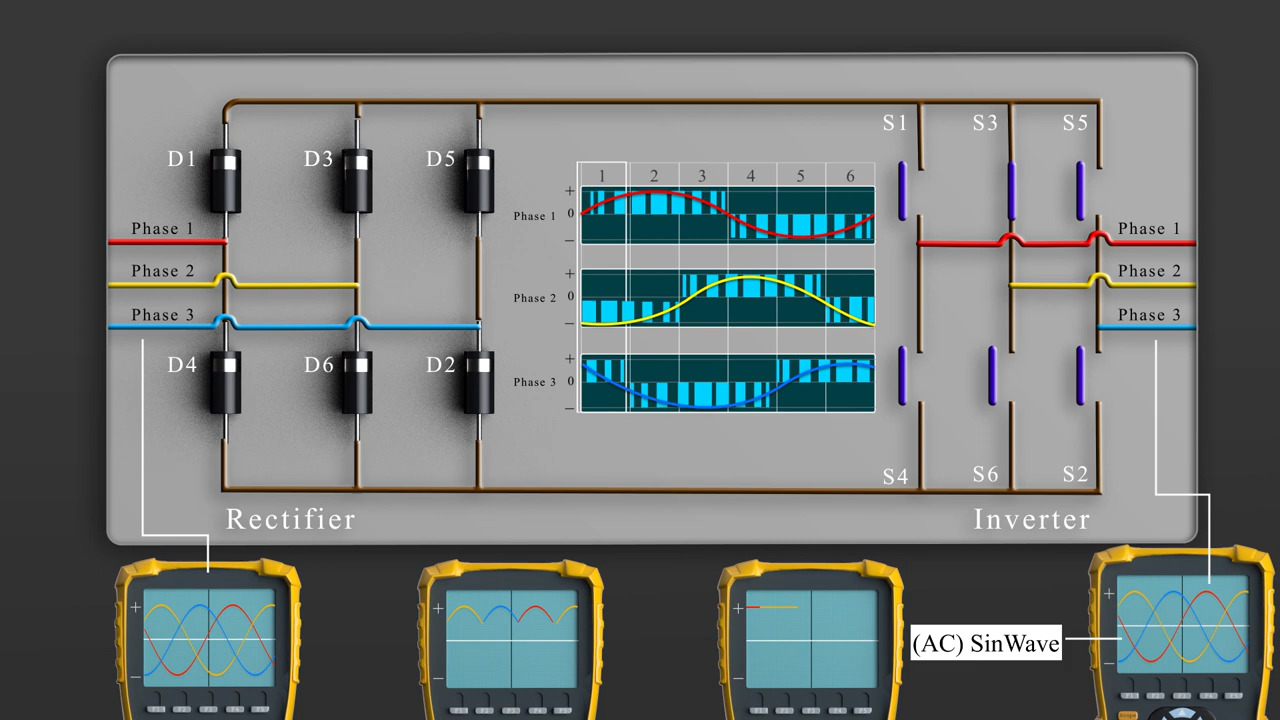 S1 S3 S5
D1 D3 D5
1 2 3 4 5 6
+
Phase 1 0
−
Phase 1
Phase 2
Phase 3
Phase 1
Phase 2
Phase 3
+
Phase 2 0
−
+
Phase 3 0
−
D4 D6 D2
S4 S6 S2
Rectifier
Inverter
+
−
+
−
+
−
+
−
(AC) SinWave